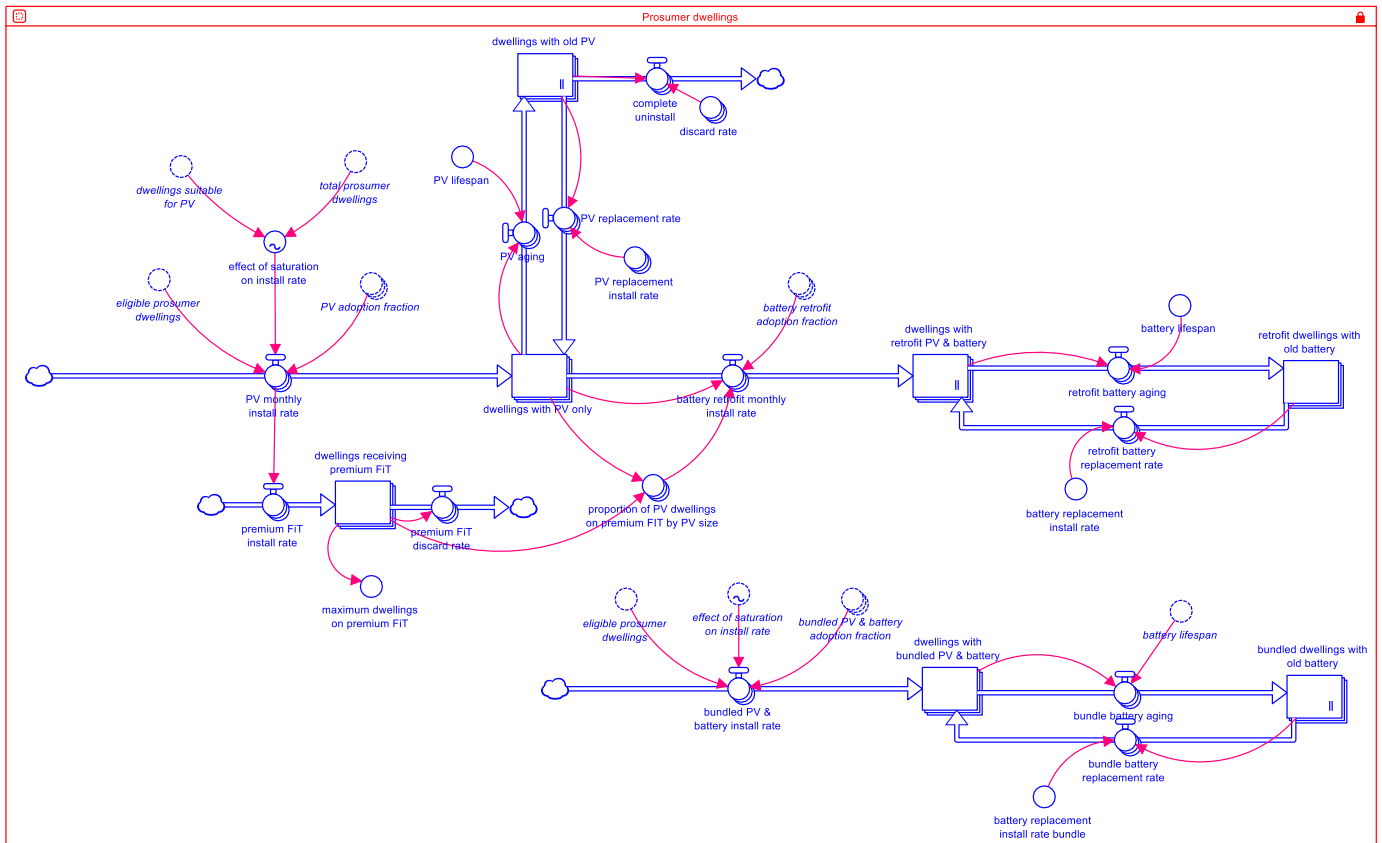 Prosumer dwellings
dwellings with old PV
complete
uninstall
discard rate
PV lifespan
dwellings suitable
for PV
total prosumer
dwellings
PV replacement rate
PV aging
PV replacement
install rate
effect of saturation
on install rate
eligible prosumer
dwellings
PV adoption fraction
battery retrofit
adoption fraction
battery lifespan
dwellings with
retrofit PV & battery
retrofit dwellings with
old battery
PV monthly
install rate
dwellings with PV only
battery retrofit monthly
install rate
retrofit battery aging
retrofit battery
replacement rate
dwellings receiving
premium FiT
premium FiT
install rate
premium FiT
discard rate
proportion of PV dwellings
on premium FIT by PV size
battery replacement
install rate
maximum dwellings
on premium FiT
eligible prosumer
dwellings
effect of saturation
on install rate
bundled PV & battery
adoption fraction
battery lifespan
dwellings with
bundled PV & battery
bundled dwellings with
old battery
bundled PV &
battery install rate
bundle battery aging
bundle battery
replacement rate
battery replacement
install rate bundle